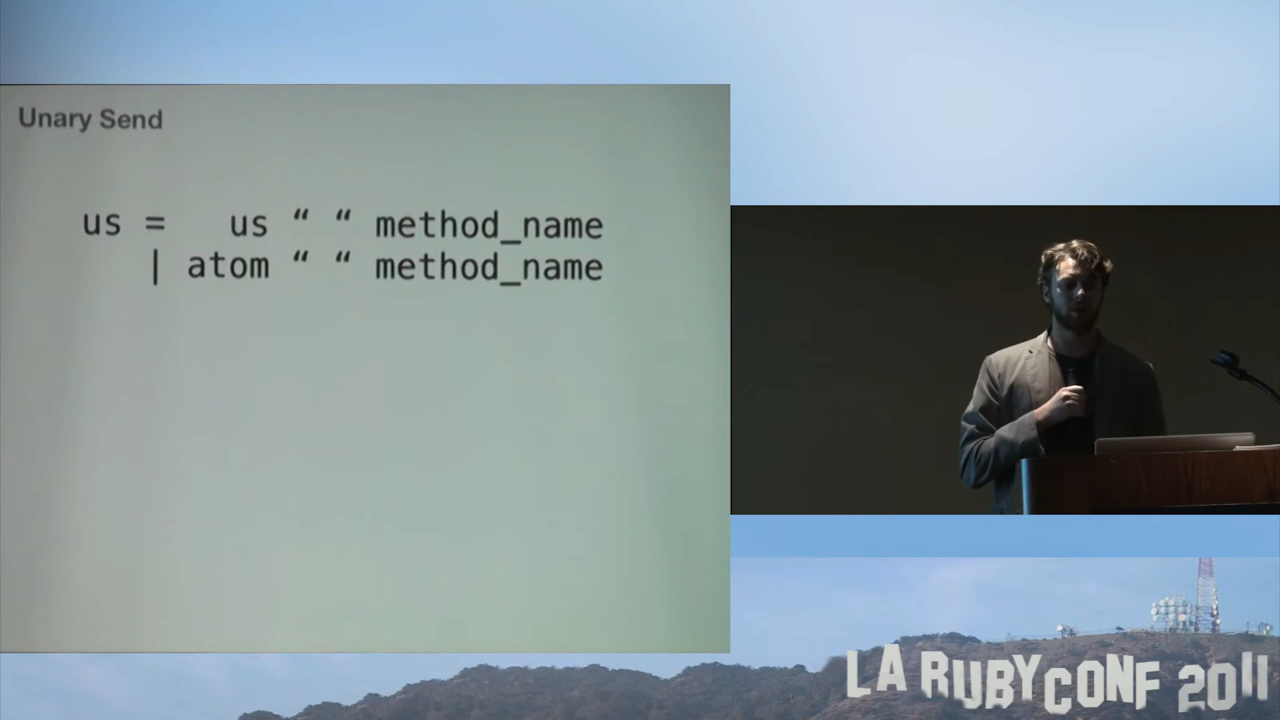 Unary Send
us = us “ “ method_name
| atom “ “ method_name
LA RUBYCONF 2011